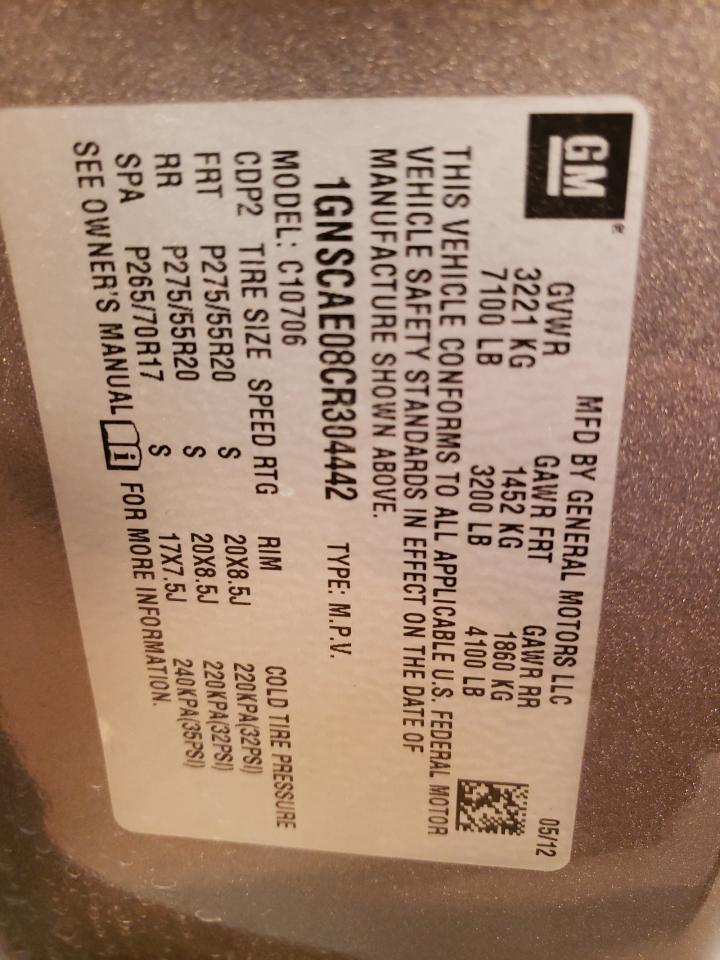 GM
MFD BY GENERAL MOTORS LLC 05/12
GVWR GAWR FRT GAWR RR
3221 KG 1452 KG 1860 KG
7100 LB 3200 LB 4100 LB
THIS VEHICLE CONFORMS TO ALL APPLICABLE U.S. FEDERAL MOTOR
VEHICLE SAFETY STANDARDS IN EFFECT ON THE DATE OF
MANUFACTURE SHOWN ABOVE.
1GNSCAE08CR304442 TYPE: M.P.V.
MODEL: C10706
CDP2 TIRE SIZE SPEED RTG RIM COLD TIRE PRESSURE
FRT P275/55R20 S 20X8.5J 220KPA(32PSI)
RR P275/55R20 S 20X8.5J 220KPA(32PSI)
SPA P265/70R17 S 17X7.5J 240KPA(35PSI)
SEE OWNER'S MANUAL i FOR MORE INFORMATION.